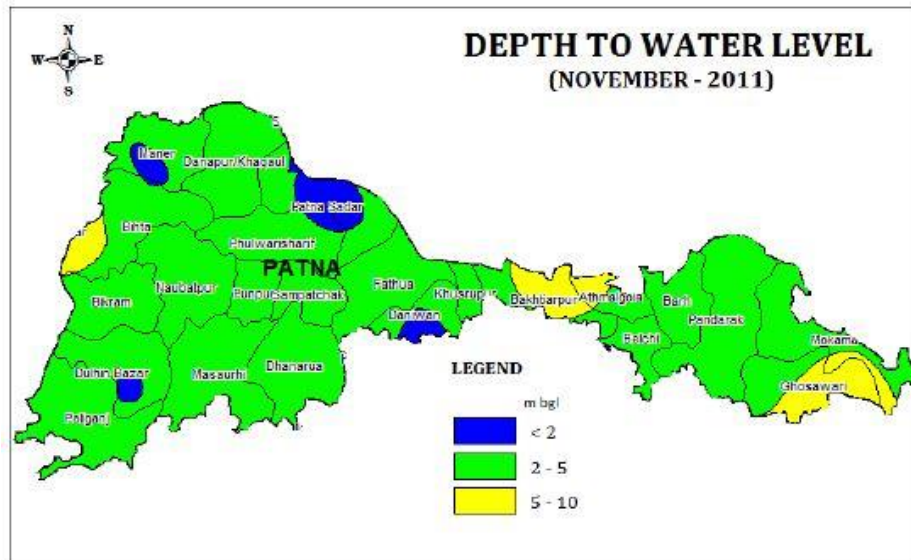 N
W E
S
DEPTH TO WATER LEVEL
(NOVEMBER - 2011)
Maner
Danapur/Khagaul
Patna Sadar
Bihta
Phulwarisharif
PATNA
Naubatpur
Bikram
Punpun
Sampatchak
Fathua
Khusrupur
Daniwan
Bakhtiarpur
Athmalgola
Barh
Belchi
Pandarak
Mokama
Ghosawari
Dulhin Bazar
Masaurhi
Dhanarua
Paliganj
LEGEND
m bgl
< 2
2 - 5
5 - 10